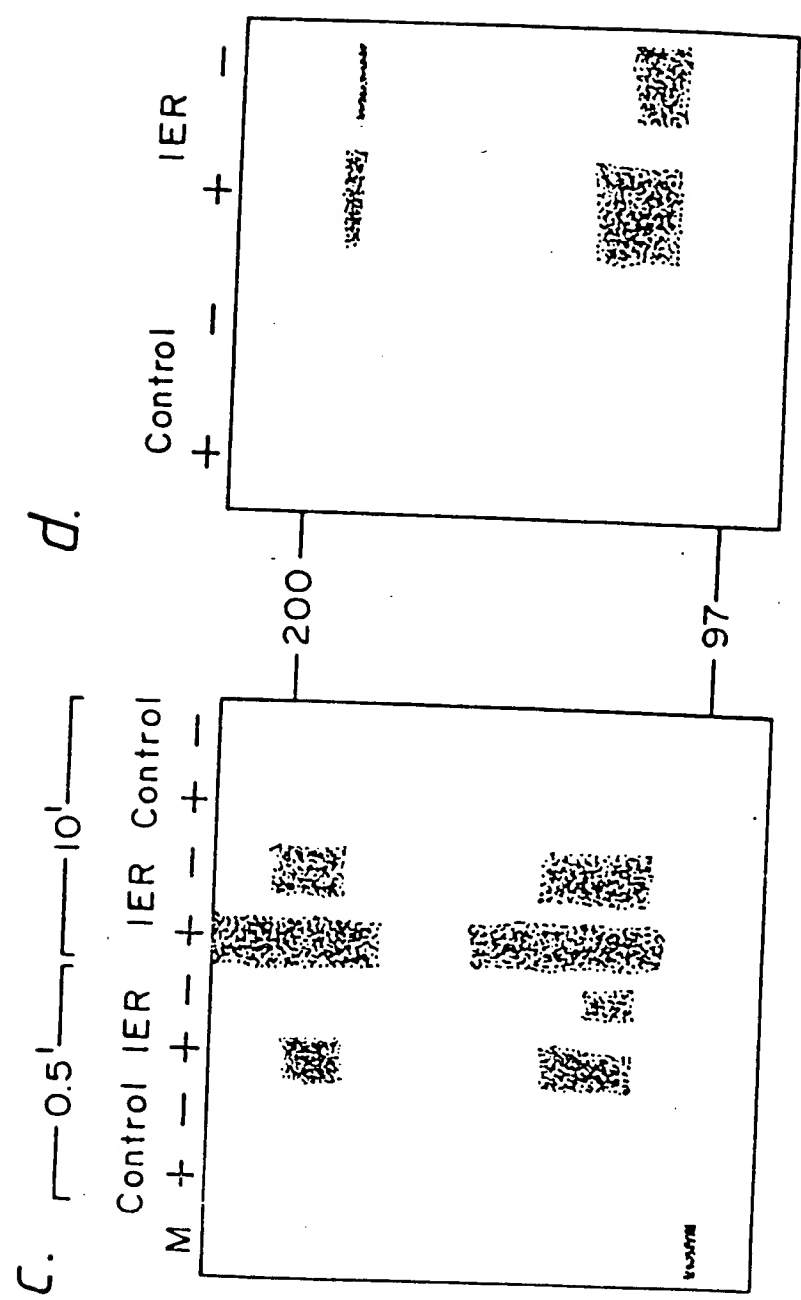 c.
0.5' 10'
Control IER IER Control
M + − + − + − + −
200
97
d.
Control IER
+ − + −